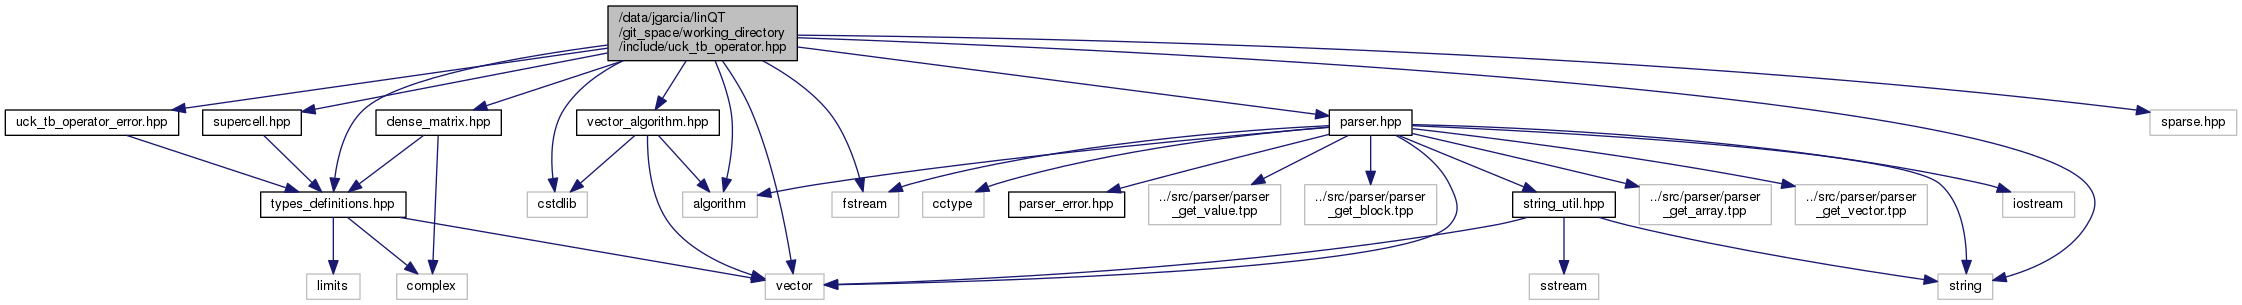 /data/jgarcia/linQT
/git_space/working_directory
/include/uck_tb_operator.hpp
uck_tb_operator_error.hpp
supercell.hpp
dense_matrix.hpp
vector_algorithm.hpp
parser.hpp
sparse.hpp
types_definitions.hpp
cstdlib
algorithm
fstream
cctype
parser_error.hpp
../src/parser/parser
_get_value.tpp
../src/parser/parser
_get_block.tpp
string_util.hpp
../src/parser/parser
_get_array.tpp
../src/parser/parser
_get_vector.tpp
iostream
limits
complex
vector
sstream
string